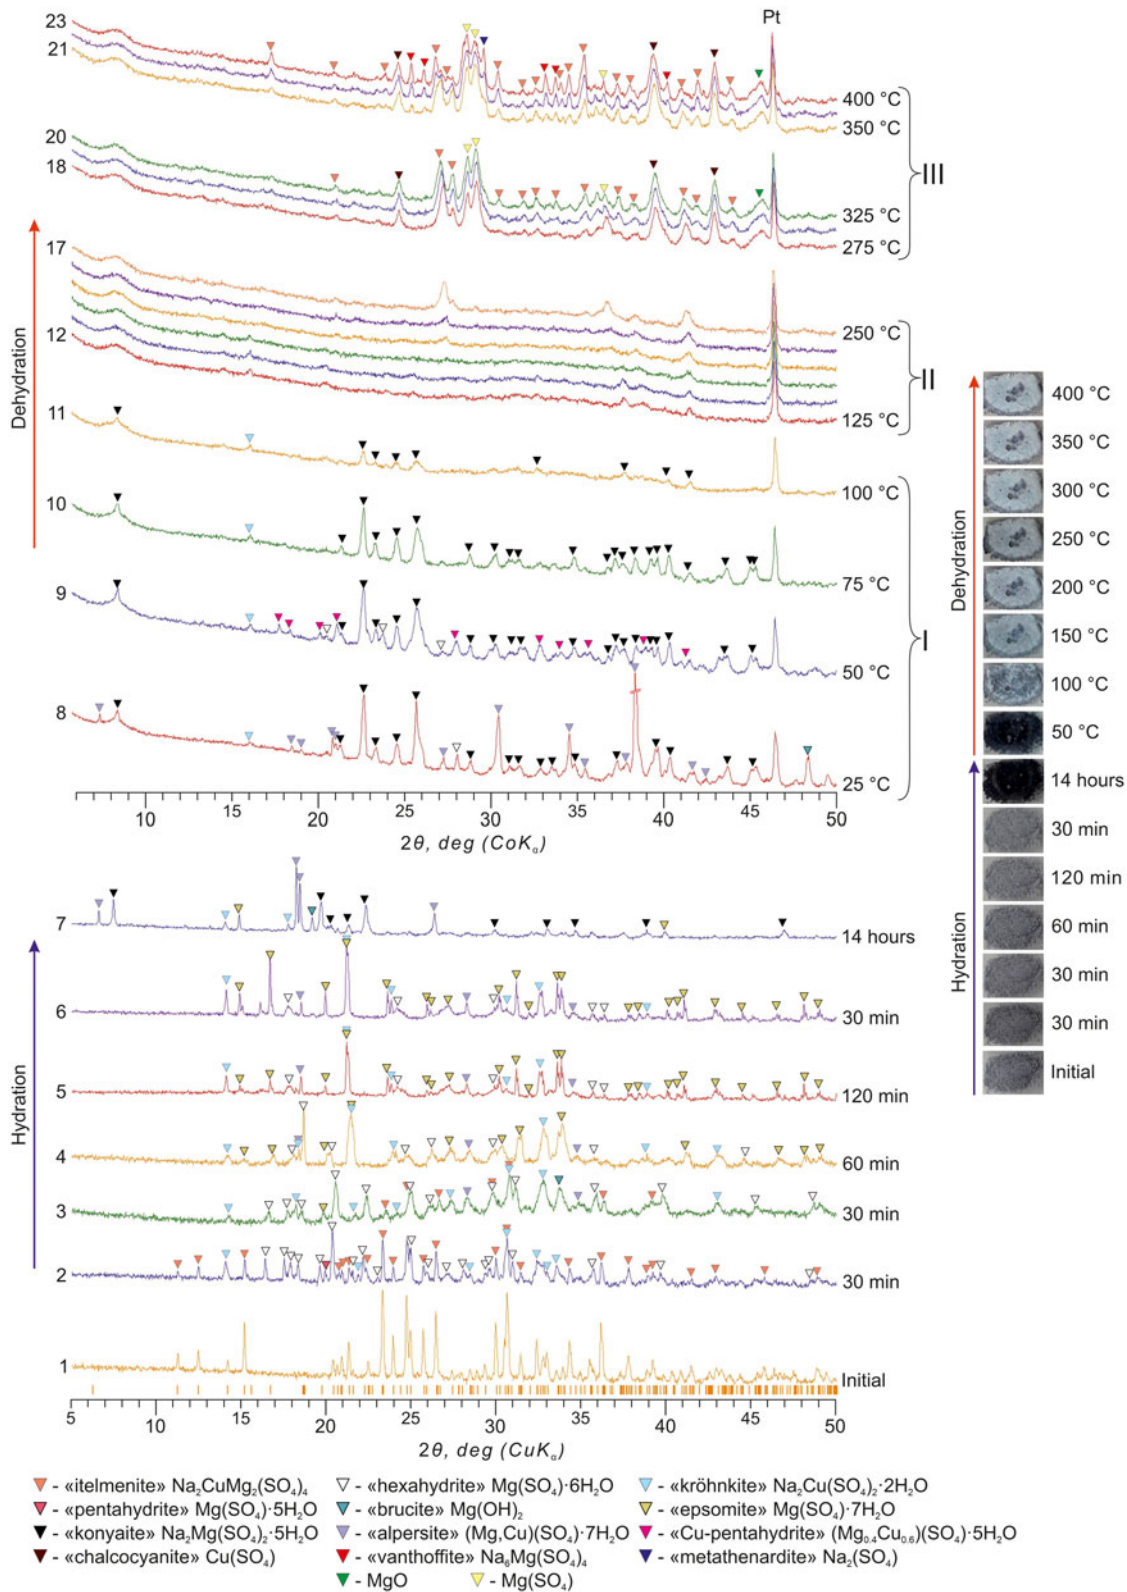 Pt
23
21
400 °C
350 °C
III
20
18
325 °C
275 °C
17
12
250 °C
125 °C
II
11
100 °C
10
75 °C
9
50 °C
8
25 °C
I
Dehydration
10 20 30 40 50
2θ, deg (CoKα)
7
14 hours
6
30 min
5
120 min
4
60 min
3
30 min
2
30 min
1
Initial
Hydration
5 10 15 20 25 30 35 40 45 50
2θ, deg (CuKα)
400 °C
350 °C
300 °C
250 °C
200 °C
150 °C
100 °C
50 °C
14 hours
30 min
120 min
60 min
30 min
30 min
Initial
Dehydration
Hydration
- «itelmenite» Na₂CuMg₂(SO₄)₄ - «hexahydrite» Mg(SO₄)·6H₂O - «kröhnkite» Na₂Cu(SO₄)₂·2H₂O
- «pentahydrite» Mg(SO₄)·5H₂O - «brucite» Mg(OH)₂ - «epsomite» Mg(SO₄)·7H₂O
- «konyaite» Na₂Mg(SO₄)₂·5H₂O - «alpersite» (Mg,Cu)(SO₄)·7H₂O - «Cu-pentahydrite» (Mg₀.₄Cu₀.₆)(SO₄)·5H₂O
- «chalcocyanite» Cu(SO₄) - «vanthoffite» Na₆Mg(SO₄)₄ - «metathenardite» Na₂(SO₄)
- MgO - Mg(SO₄)